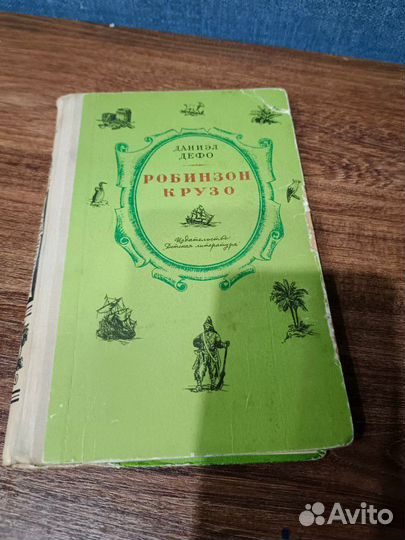 ДАНИЭЛ
ДЕФО
РОБИНЗОН
КРУЗО
Издательство
Детская литература
Avito